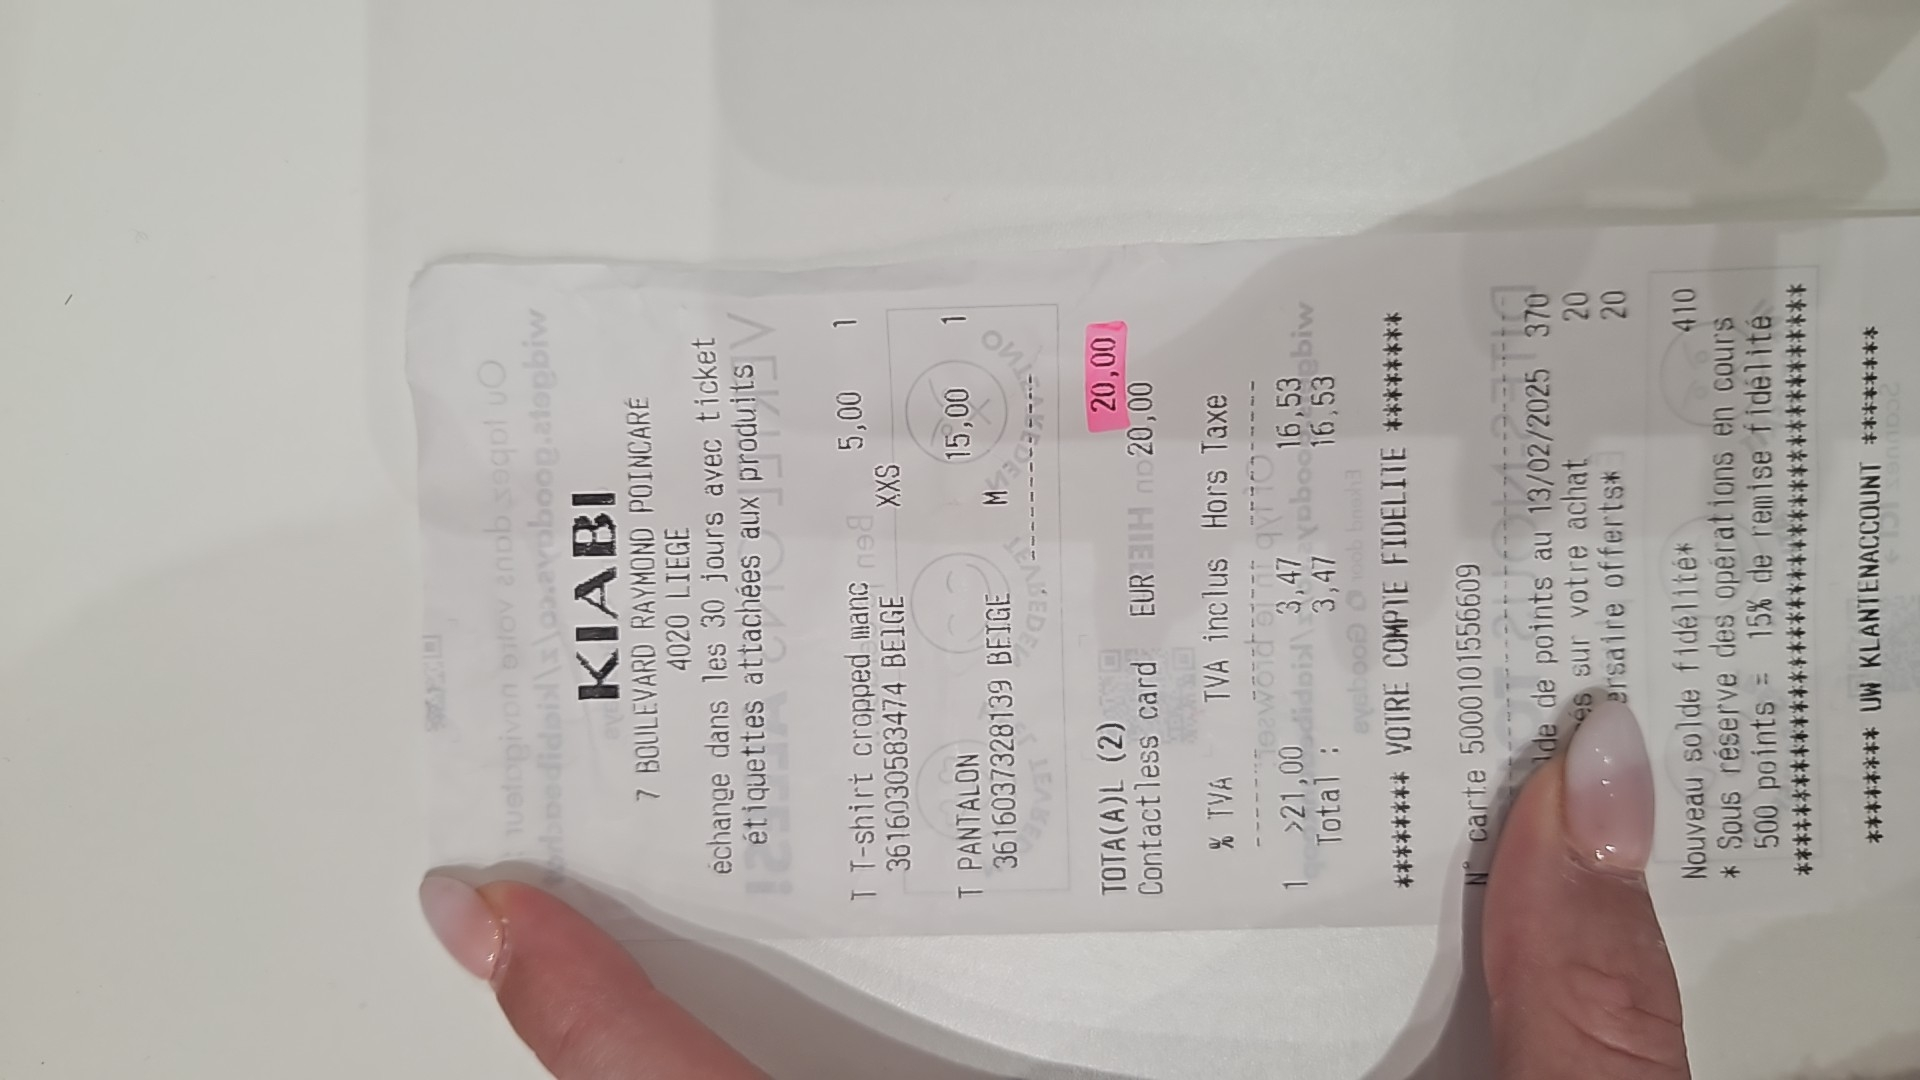 KIABI
7 BOULEVARD RAYMOND POINCARÉ
4020 LIEGE
échange dans les 30 jours avec ticket
étiquettes attachées aux produits
T T-shirt cropped manc 5,00 1
3616030583474 BEIGE XXS
T PANTALON 15,00 1
3616037328139 BEIGE M
TOTA(A)L (2) 20,00
Contactless card EUR 20,00
% TVA TVA inclus Hors Taxe
1 >21,00 3,47 16,53
Total : 3,47 16,53
******* VOTRE COMPTE FIDELITE *******
N° carte 5000101556609
de points au 13/02/2025 370
sur votre achat 20
offerts* 20
Nouveau solde fidélité* 410
* Sous réserve des opérations en cours
500 points = 15% de remise fidélité
******* UW KLANTENACCOUNT *******